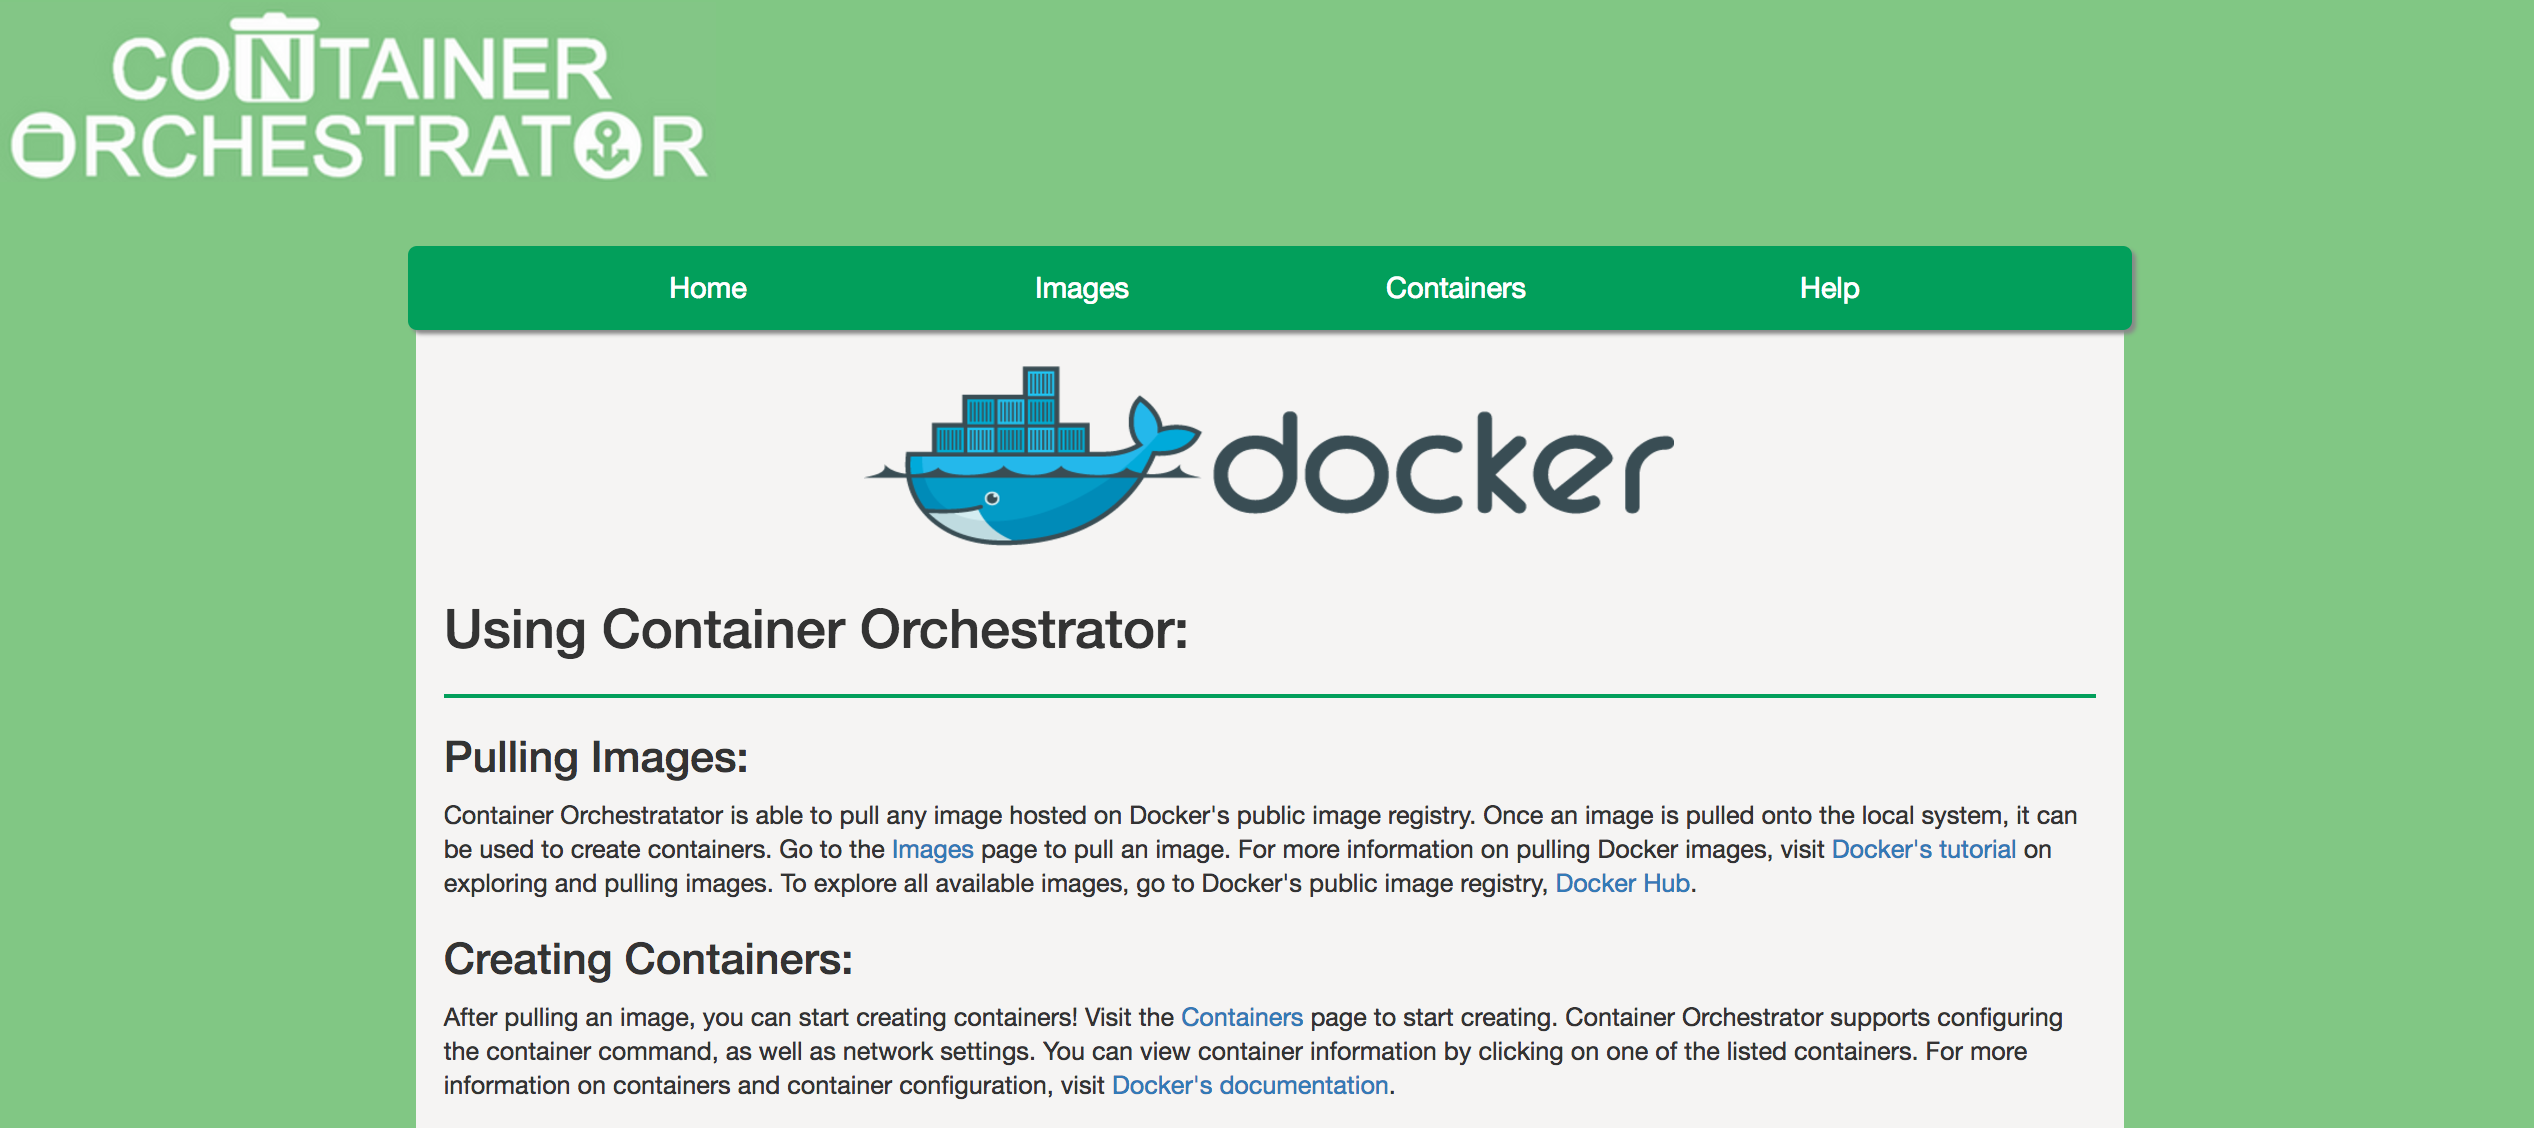 CONTAINER
ORCHESTRATOR
Home Images Containers Help
docker
Using Container Orchestrator:
Pulling Images:
Container Orchestratator is able to pull any image hosted on Docker's public image registry. Once an image is pulled onto the local system, it can
be used to create containers. Go to the Images page to pull an image. For more information on pulling Docker images, visit Docker's tutorial on
exploring and pulling images. To explore all available images, go to Docker's public image registry, Docker Hub.
Creating Containers:
After pulling an image, you can start creating containers! Visit the Containers page to start creating. Container Orchestrator supports configuring
the container command, as well as network settings. You can view container information by clicking on one of the listed containers. For more
information on containers and container configuration, visit Docker's documentation.